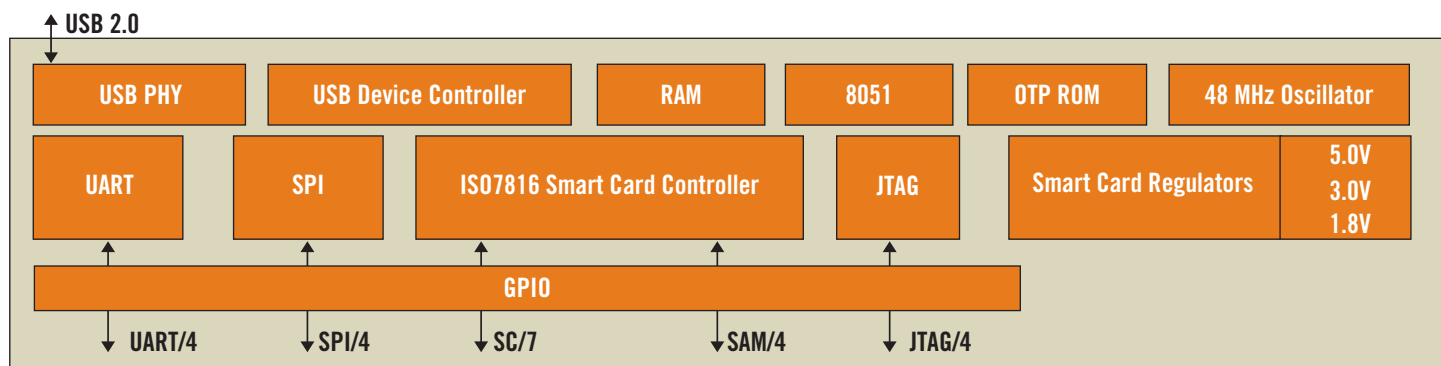 USB 2.0
USB PHY
USB Device Controller
RAM
8051
OTP ROM
48 MHz Oscillator
UART
SPI
ISO7816 Smart Card Controller
JTAG
Smart Card Regulators
5.0V
3.0V
1.8V
GPIO
UART/4
SPI/4
SC/7
SAM/4
JTAG/4